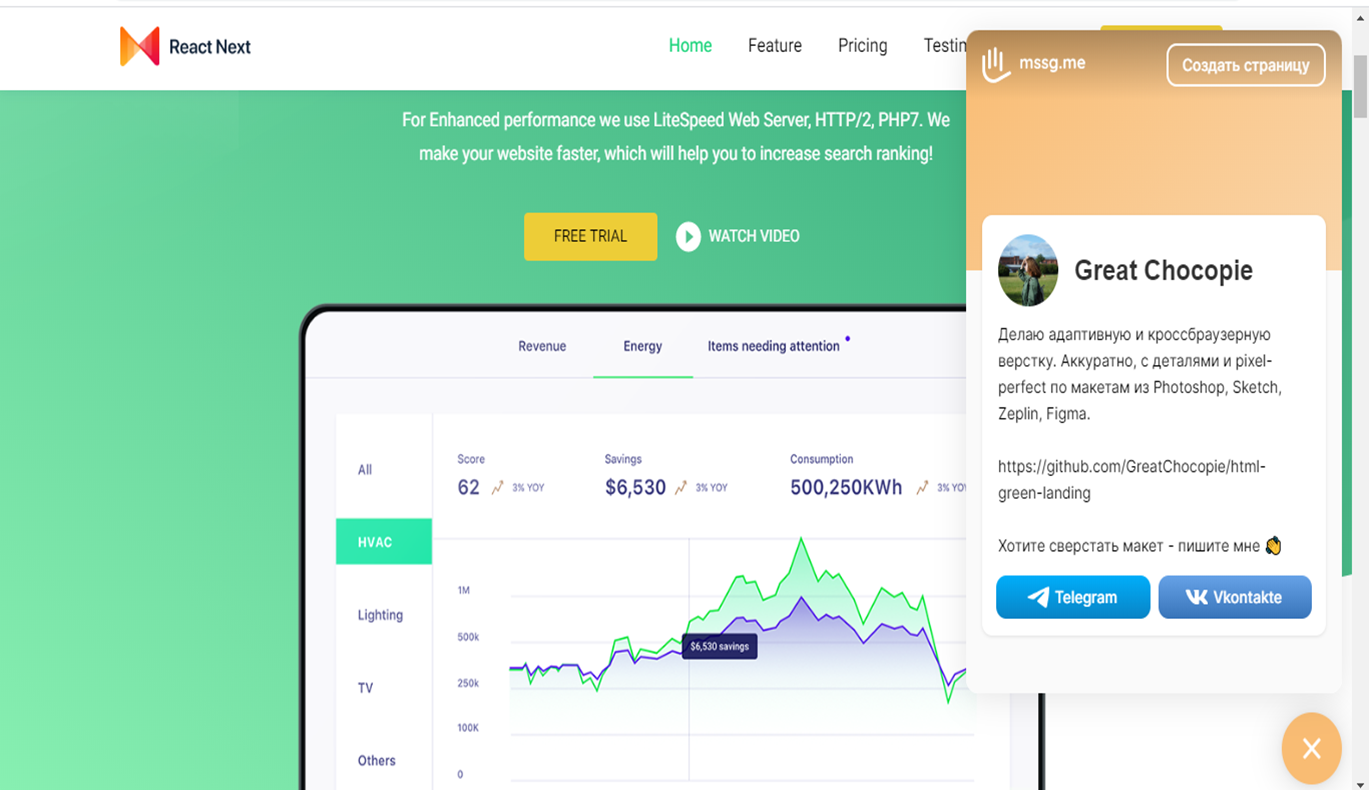 React Next
Home
Feature
Pricing
Testin
For Enhanced performance we use LiteSpeed Web Server, HTTP/2, PHP7. We
make your website faster, which will help you to increase search ranking!
FREE TRIAL
WATCH VIDEO
Revenue
Energy
Items needing attention
All
HVAC
Lighting
TV
Others
Score
62
3% YOY
Savings
$6,530
3% YOY
Consumption
500,250KWh
3% YOY
1M
500k
250k
100K
0
$6,530 savings
mssg.me
Создать страницу
Great Chocopie
Делаю адаптивную и кроссбраузерную
верстку. Аккуратно, с деталями и pixel-
perfect по макетам из Photoshop, Sketch,
Zeplin, Figma.
https://github.com/GreatChocopie/html-
green-landing
Хотите сверстать макет - пишите мне 👏
Telegram
Vkontakte